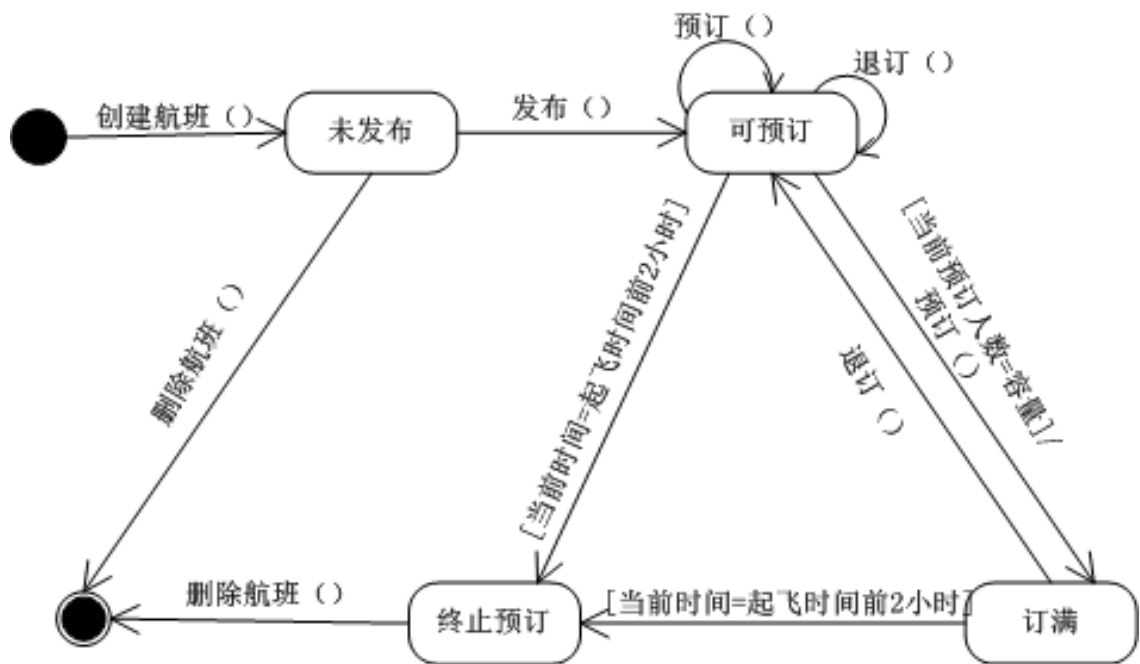 预订（）
退订（）
创建航班（）
未发布
发布（）
可预订
删除航班（）
[当前时间=起飞时间前2小时]
退订（）
[当前预订人数=容量]/
预订（）
删除航班（）
终止预订
[当前时间=起飞时间前2小时]
订满